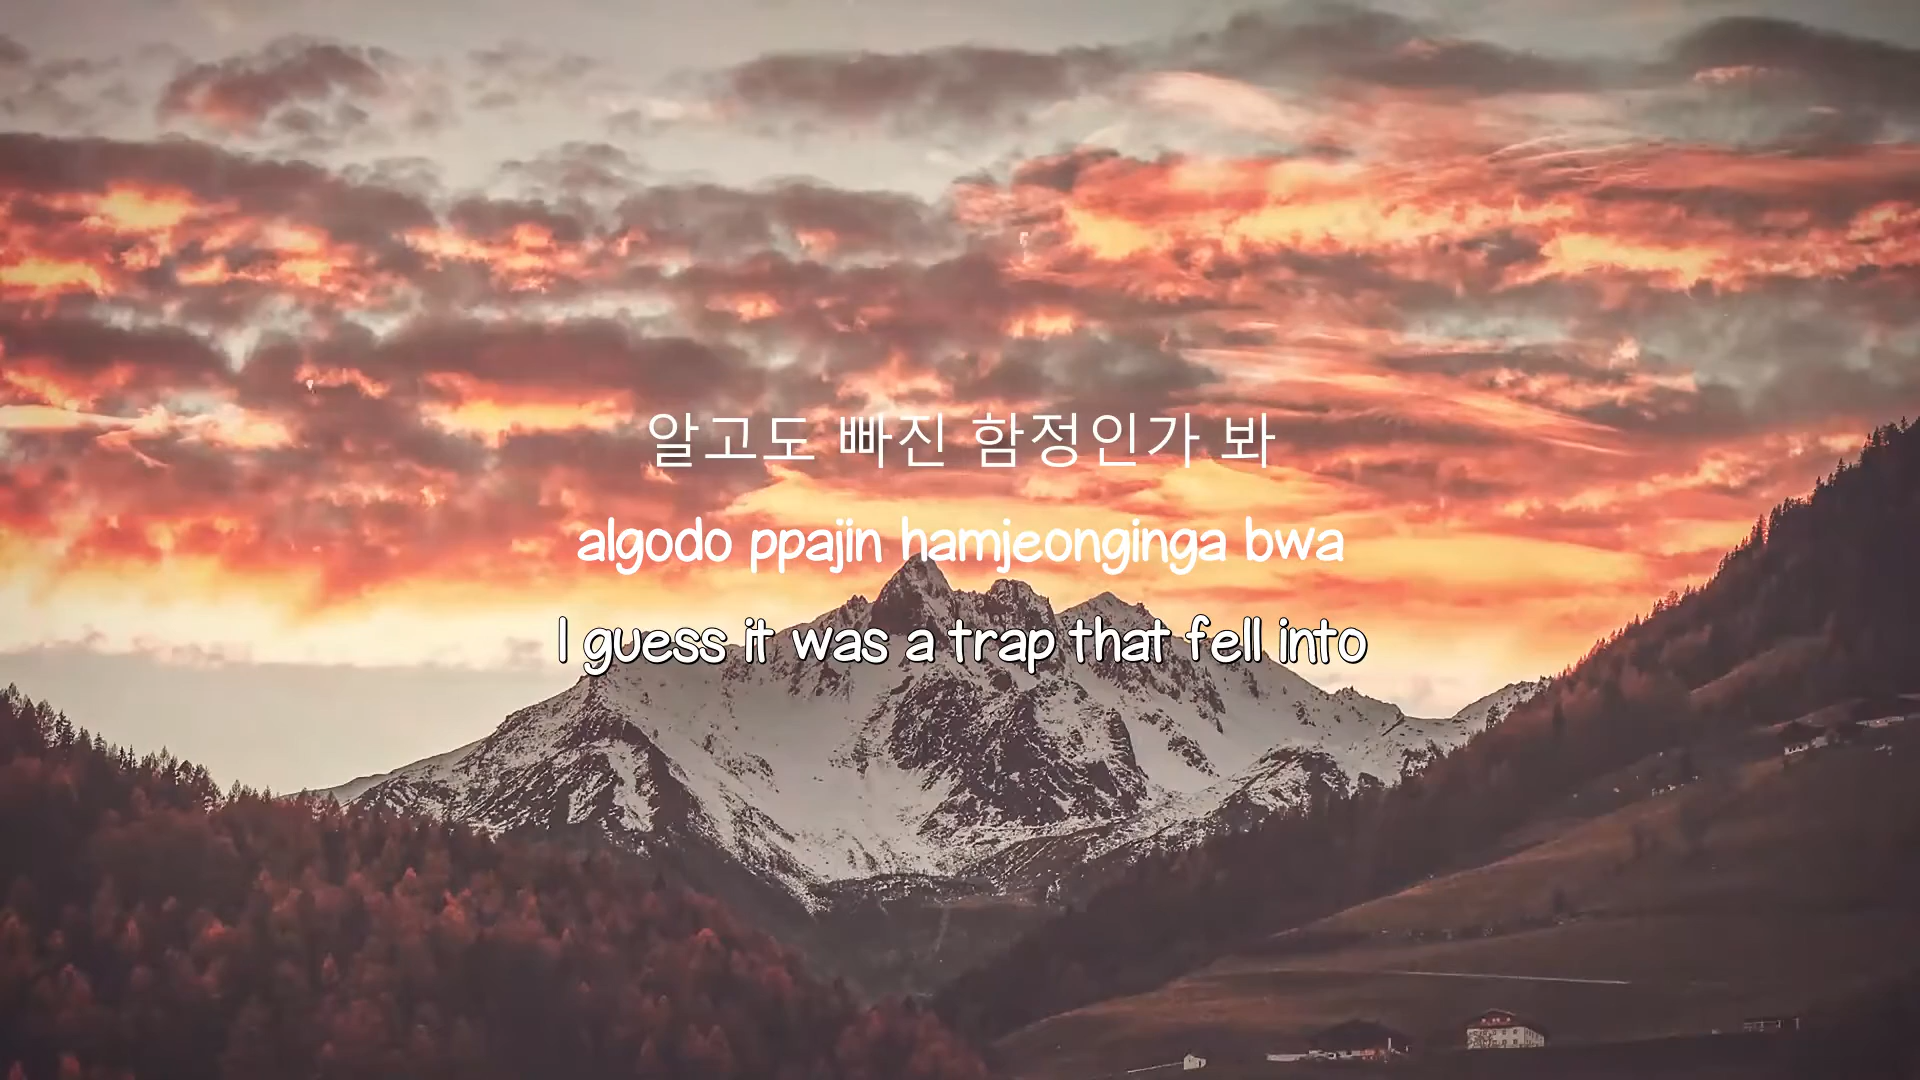 알고도 빠진 함정인가 봐
algodo ppajin hamjeonginga bwa
I guess it was a trap that fell into